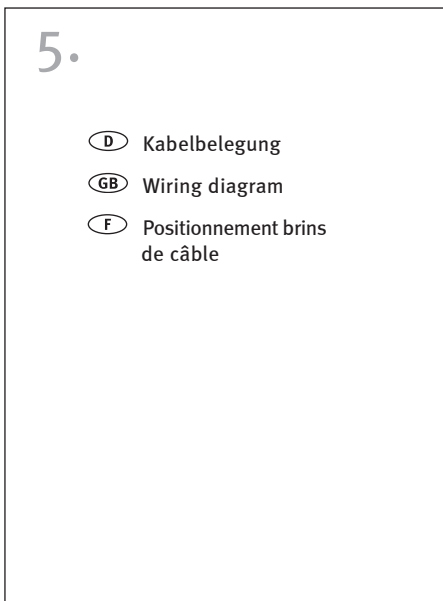 5.
D Kabelbelegung
GB Wiring diagram
F Positionnement brins
de câble